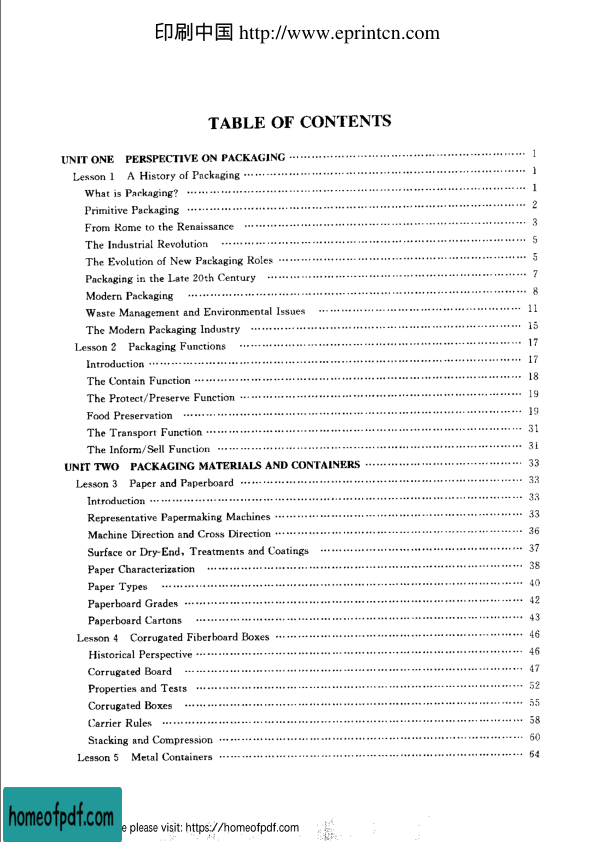 印刷中国 http://www.eprintcn.com
TABLE OF CONTENTS
UNIT ONE PERSPECTIVE ON PACKAGING 1
Lesson 1 A History of Packaging 1
What is Packaging? 1
Primitive Packaging 2
From Rome to the Renaissance 3
The Industrial Revolution 5
The Evolution of New Packaging Roles 5
Packaging in the Late 20th Century 7
Modern Packaging 8
Waste Management and Environmental Issues 11
The Modern Packaging Industry 15
Lesson 2 Packaging Functions 17
Introduction 17
The Contain Function 18
The Protect/Preserve Function 19
Food Preservation 19
The Transport Function 31
The Inform/Sell Function 31
UNIT TWO PACKAGING MATERIALS AND CONTAINERS 33
Lesson 3 Paper and Paperboard 33
Introduction 33
Representative Papermaking Machines 33
Machine Direction and Cross Direction 36
Surface or Dry-End, Treatments and Coatings 37
Paper Characterization 38
Paper Types 40
Paperboard Grades 42
Paperboard Cartons 43
Lesson 4 Corrugated Fiberboard Boxes 46
Historical Perspective 46
Corrugated Board 47
Properties and Tests 52
Corrugated Boxes 55
Carrier Rules 58
Stacking and Compression 60
Lesson 5 Metal Containers 64
homeofpdf.com
e please visit: https://homeofpdf.com